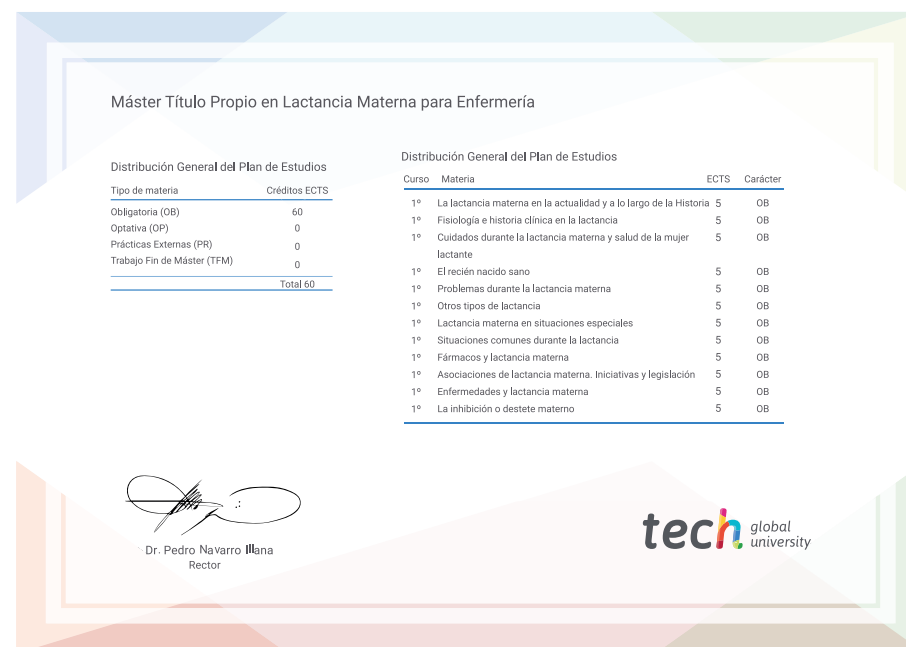 Máster Título Propio en Lactancia Materna para Enfermería
Distribución General del Plan de Estudios
Tipo de materia Créditos ECTS
Obligatoria (OB) 60
Optativa (OP) 0
Prácticas Externas (PR) 0
Trabajo Fin de Máster (TFM) 0
Total 60
Distribución General del Plan de Estudios
Curso Materia ECTS Carácter
1º La lactancia materna en la actualidad y a lo largo de la Historia 5 OB
1º Fisiología e historia clínica en la lactancia 5 OB
1º Cuidados durante la lactancia materna y salud de la mujer 5 OB
lactante
1º El recién nacido sano 5 OB
1º Problemas durante la lactancia materna 5 OB
1º Otros tipos de lactancia 5 OB
1º Lactancia materna en situaciones especiales 5 OB
1º Situaciones comunes durante la lactancia 5 OB
1º Fármacos y lactancia materna 5 OB
1º Asociaciones de lactancia materna. Iniciativas y legislación 5 OB
1º Enfermedades y lactancia materna 5 OB
1º La inhibición o destete materno 5 OB
Dr. Pedro Navarro Illana
Rector
tech global
university